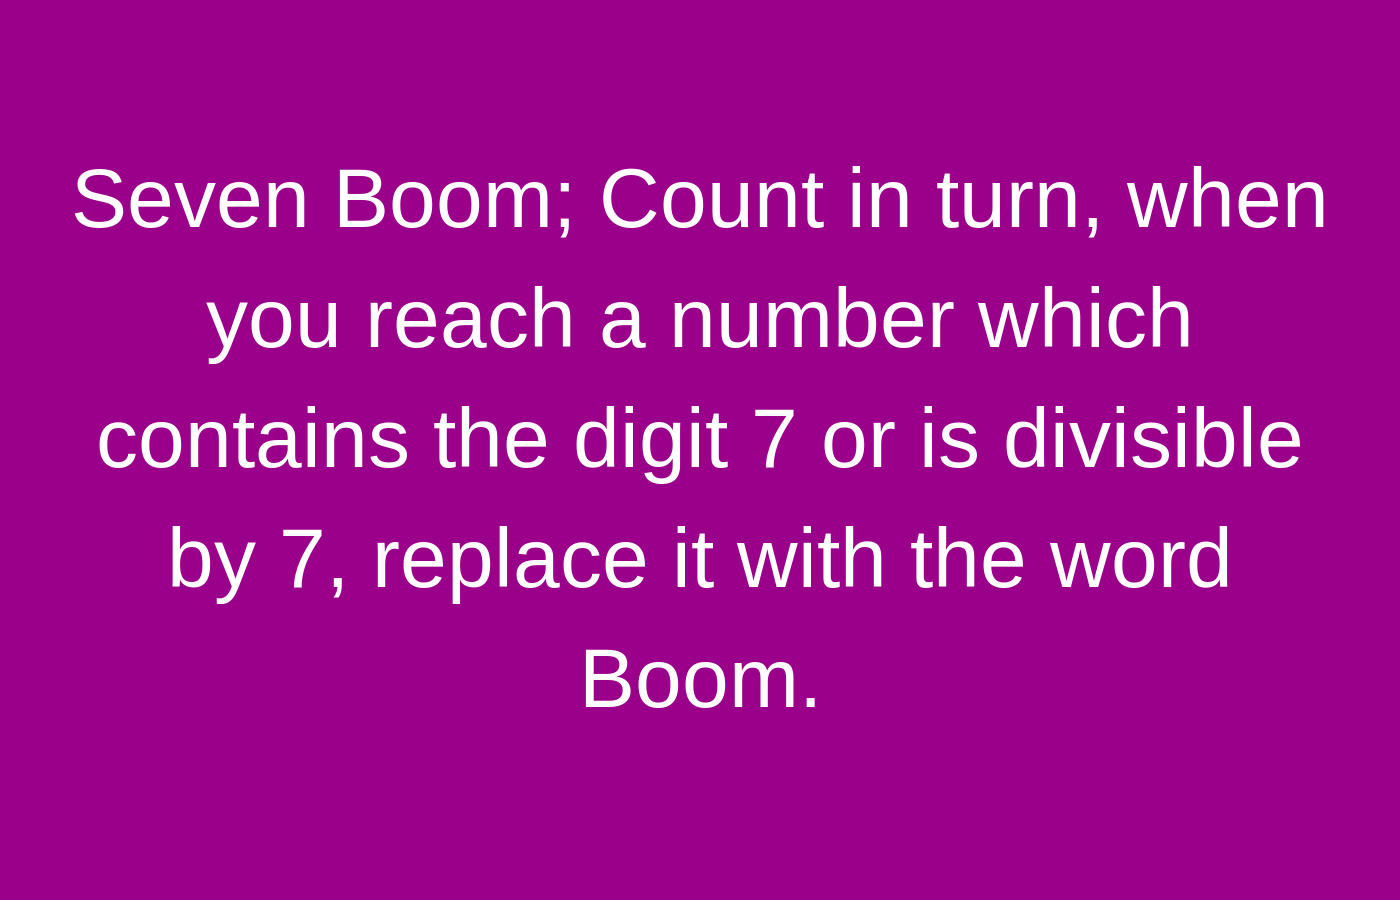 Seven Boom; Count in turn, when
you reach a number which
contains the digit 7 or is divisible
by 7, replace it with the word
Boom.